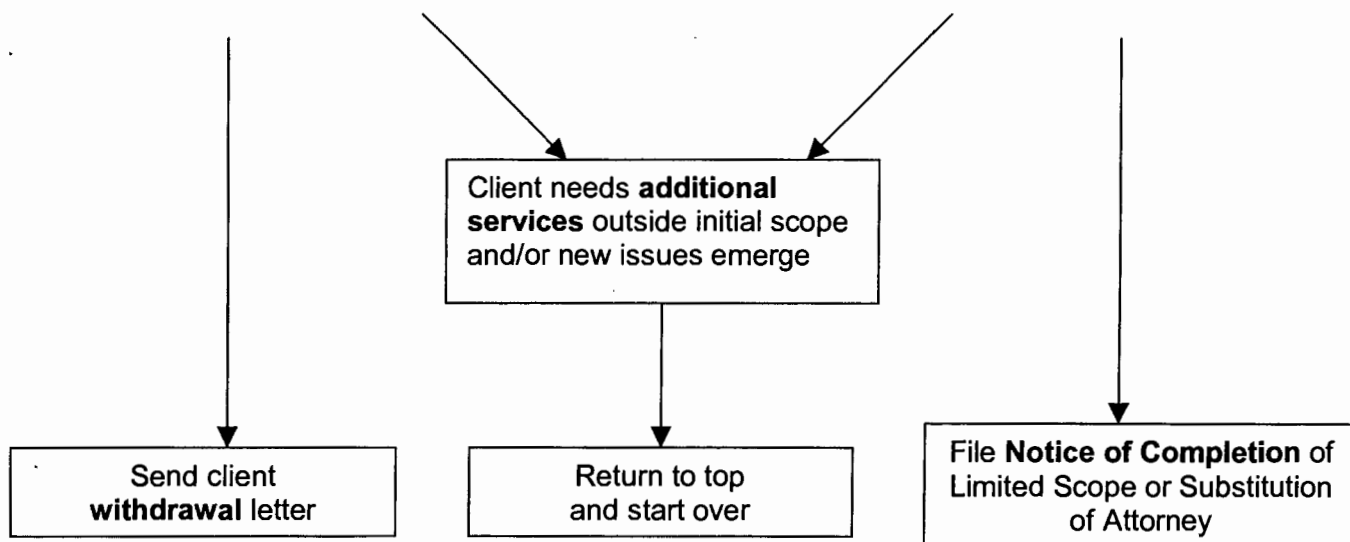 Client needs additional
services outside initial scope
and/or new issues emerge
Send client
withdrawal letter
Return to top
and start over
File Notice of Completion of
Limited Scope or Substitution
of Attorney